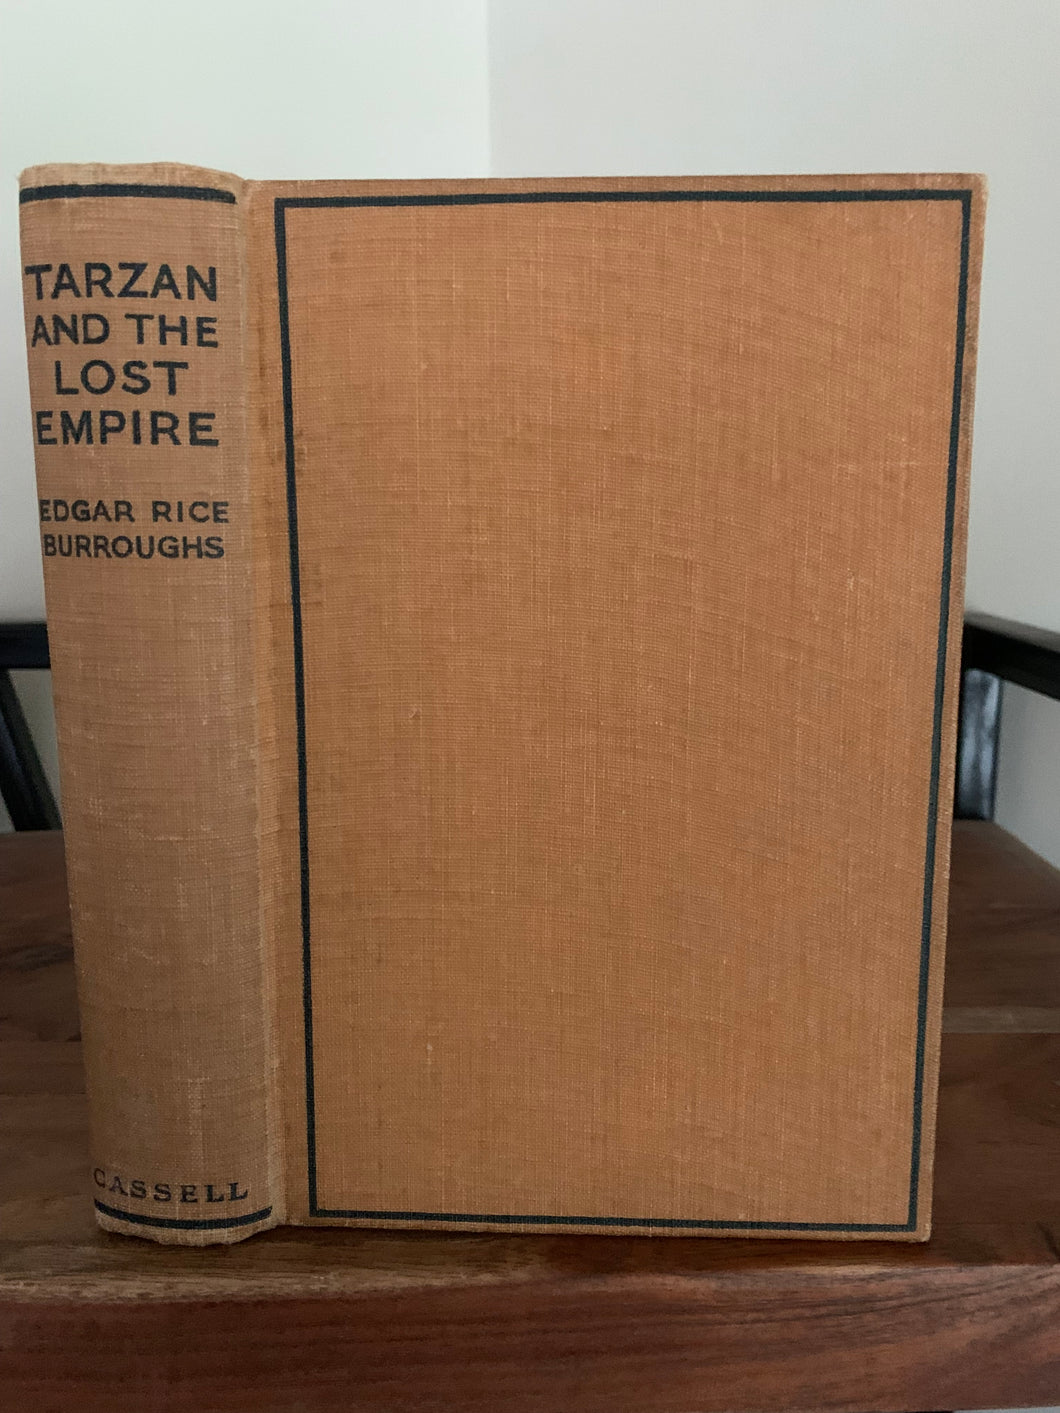 TARZAN
AND THE
LOST
EMPIRE
EDGAR RICE
BURROUGHS
CASSELL